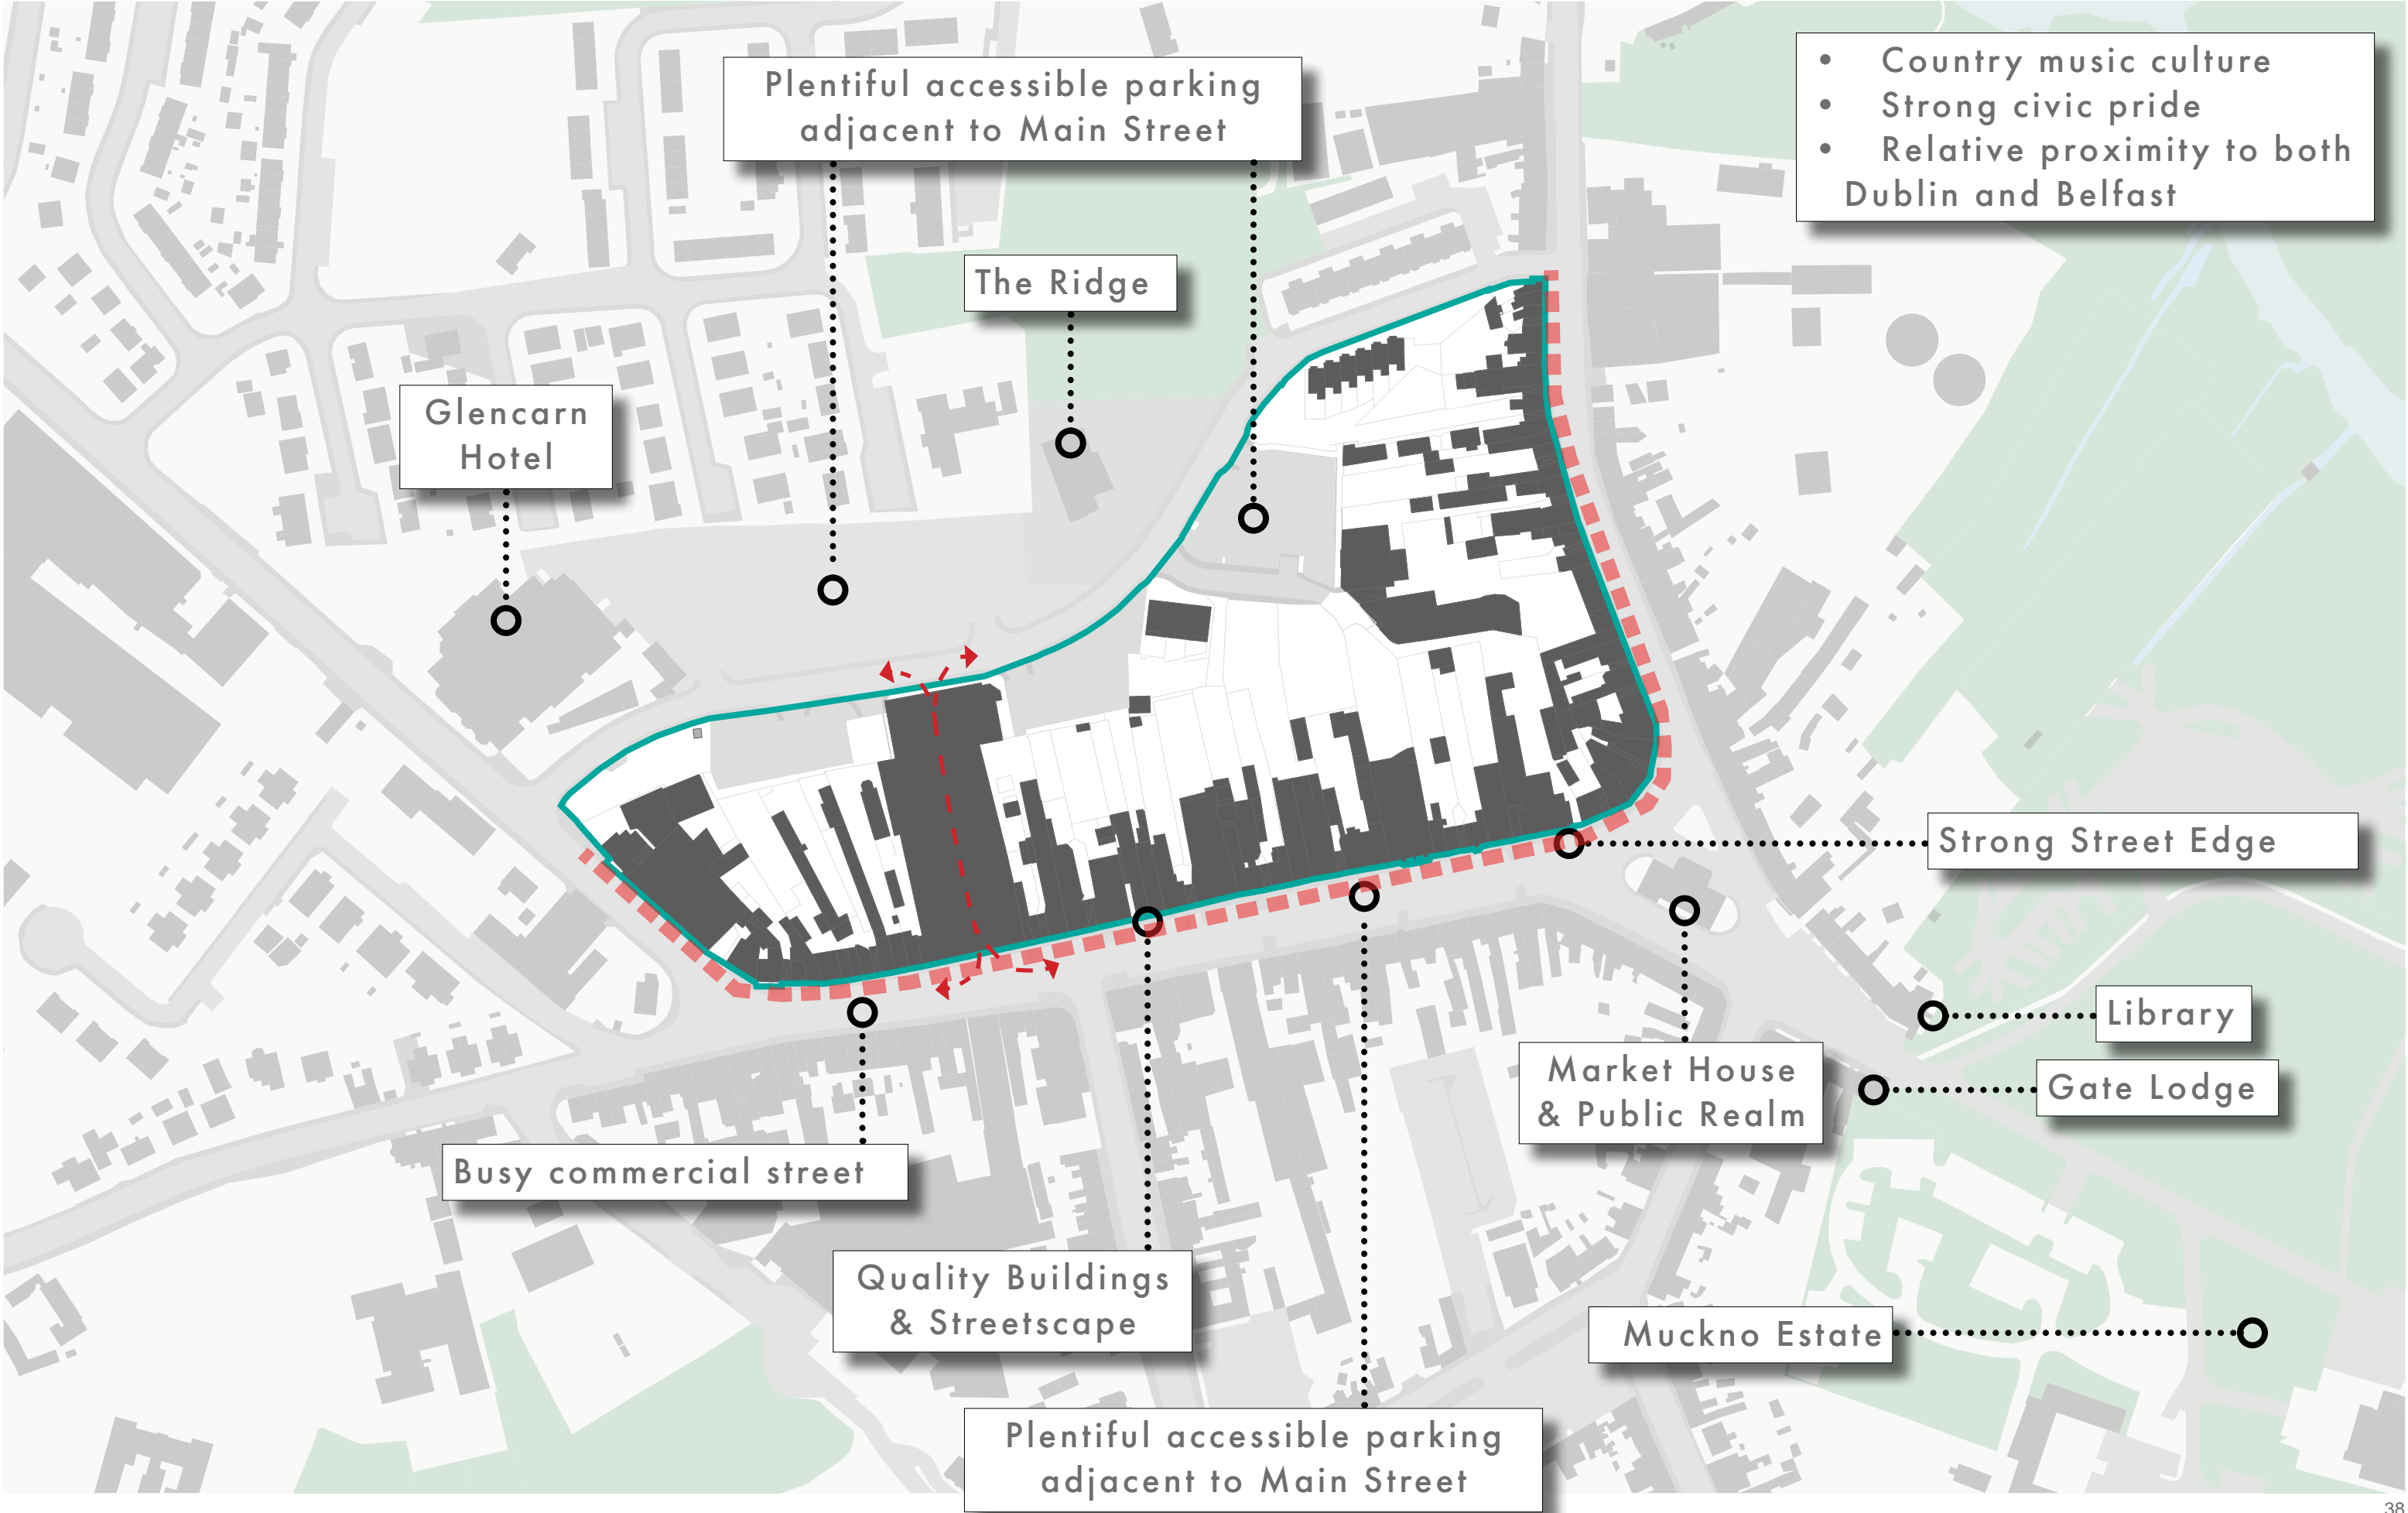 Plentiful accessible parking
adjacent to Main Street
• Country music culture
• Strong civic pride
• Relative proximity to both
Dublin and Belfast
The Ridge
Glencarn
Hotel
Strong Street Edge
Library
Market House
& Public Realm
Gate Lodge
Busy commercial street
Quality Buildings
& Streetscape
Muckno Estate
Plentiful accessible parking
adjacent to Main Street
38